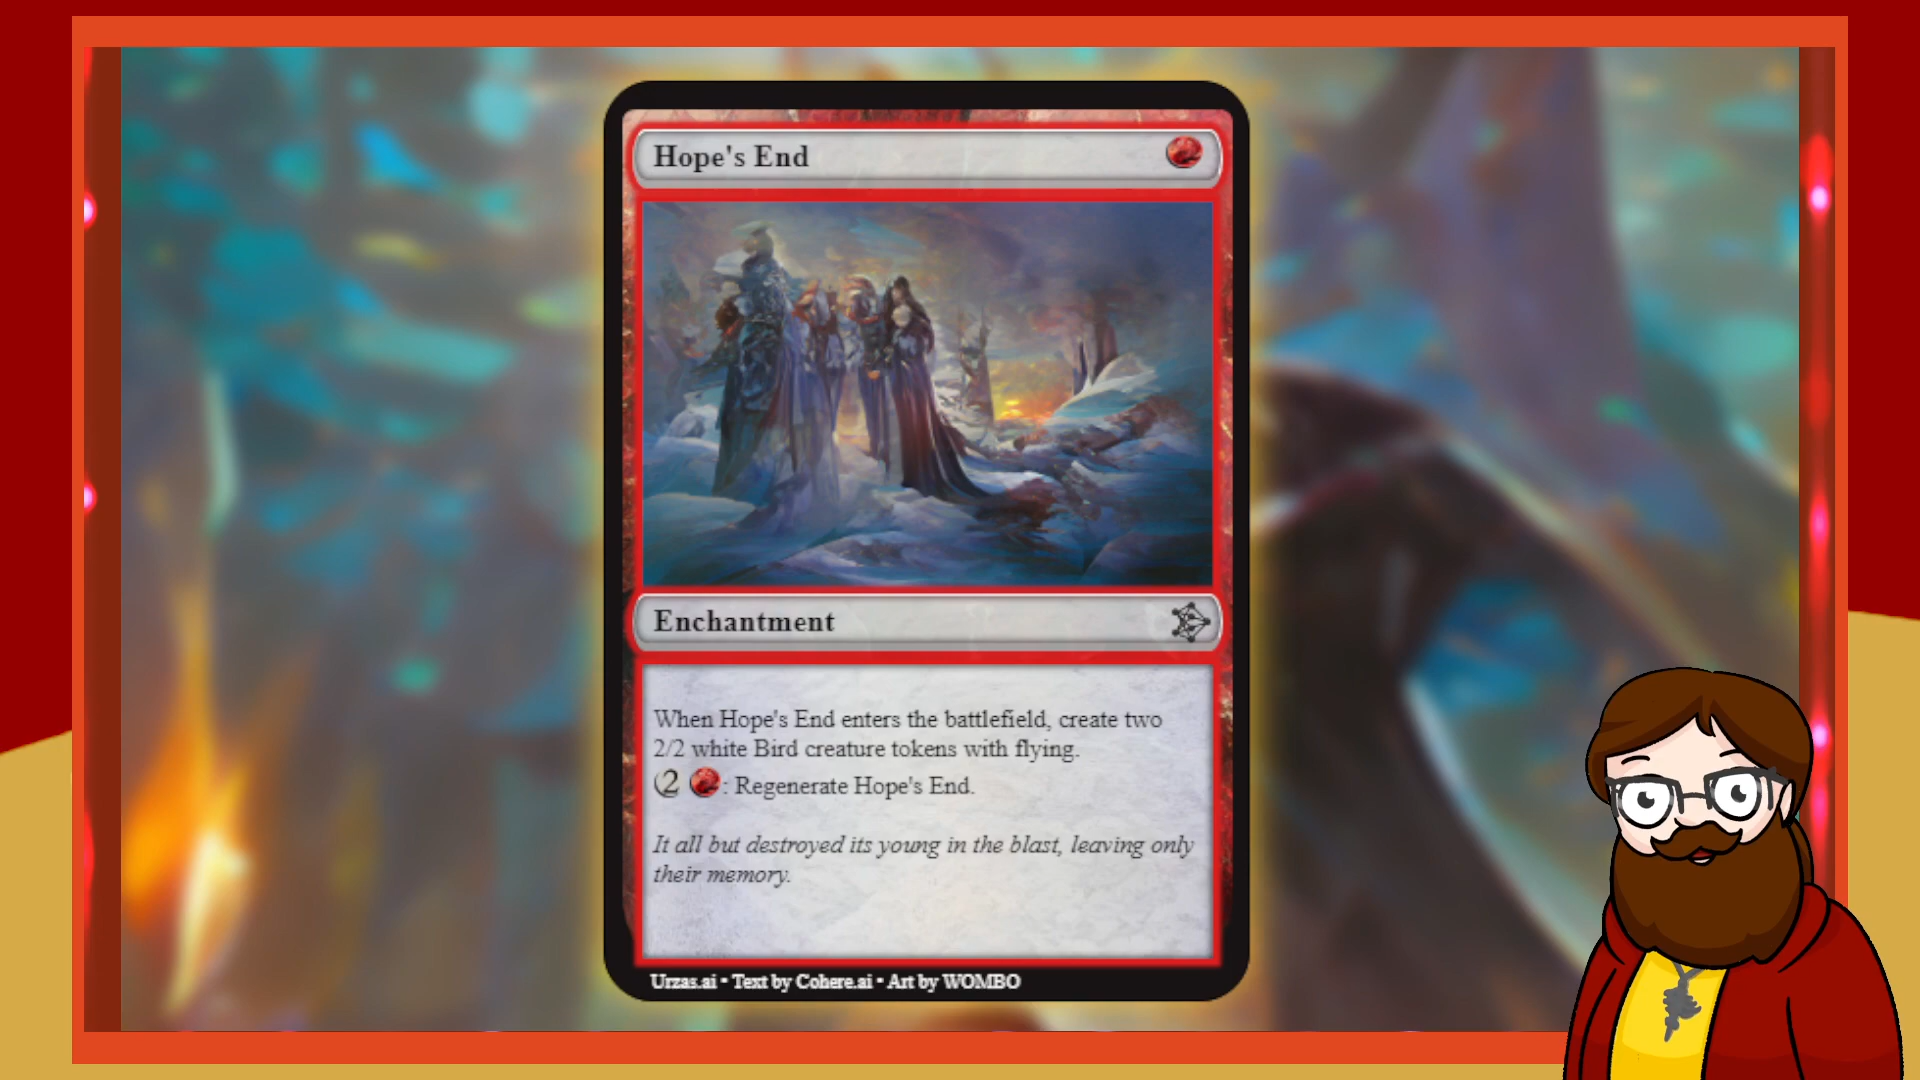 Hope's End
Enchantment
When Hope's End enters the battlefield, create two
2/2 white Bird creature tokens with flying.
2 : Regenerate Hope's End.
It all but destroyed its young in the blast, leaving only
their memory.
Urzas.ai • Text by Cohere.ai • Art by WOMBO